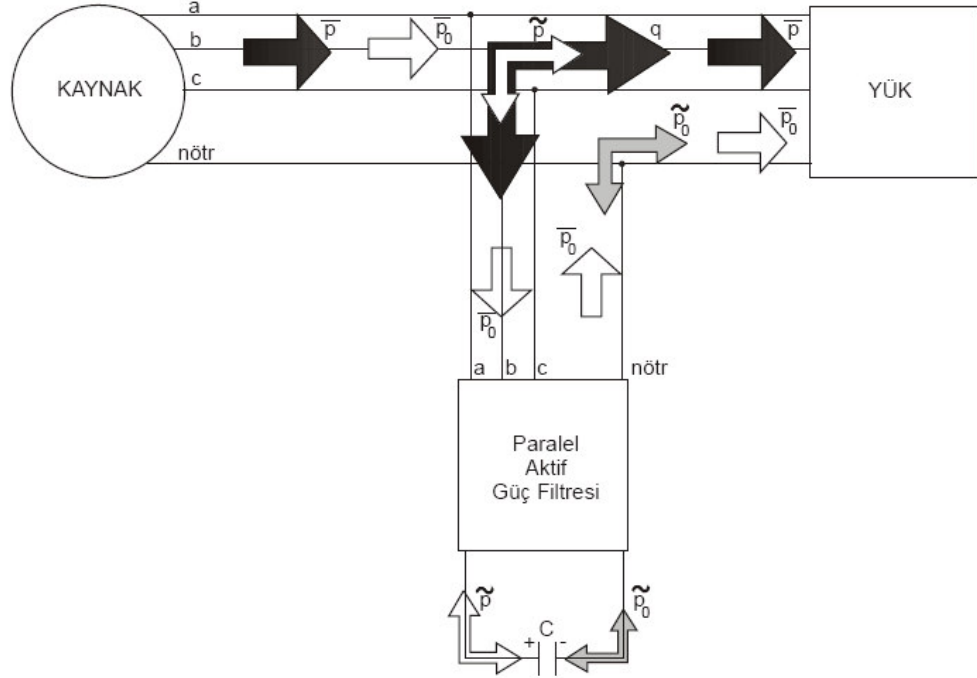 a
b
c
nötr
KAYNAK
p̅
p̅₀
p̃
q
p̅
YÜK
p̃₀
p̅₀
p̅₀
p̅₀
a b c nötr
Paralel
Aktif
Güç Filtresi
p̃
p̃₀
+ C -